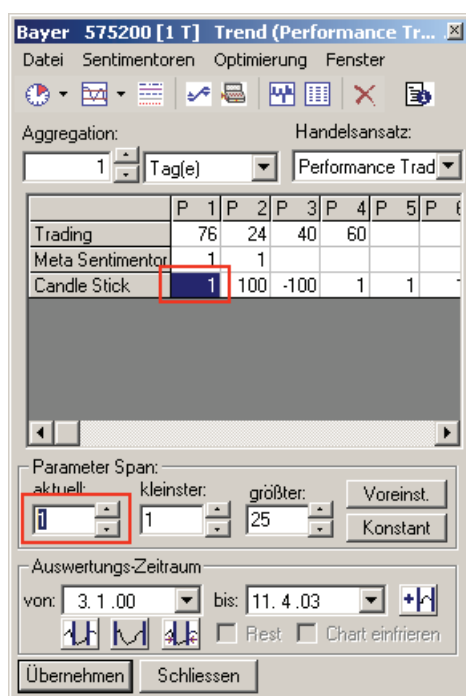 Bayer 575200 [1 T] Trend (Performance Tr...
Datei Sentimentoren Optimierung Fenster
Aggregation: Handelsansatz:
1 Tag(e) Performance Trad
P 1 P 2 P 3 P 4 P 5 P
Trading 76 24 40 60
Meta Sentimentor 1 1
Candle Stick 1 100 -100 1 1
Parameter Span:
aktuell: kleinster: größter: Voreinst.
1 1 25 Konstant
Auswertungs-Zeitraum
von: 3. 1 .00 bis: 11. 4 .03
Rest Chart einfrieren
Übernehmen Schliessen